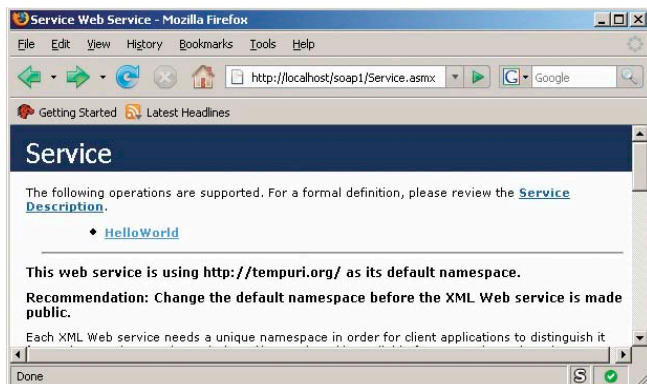 Service Web Service - Mozilla Firefox
File Edit View History Bookmarks Tools Help
http://localhost/soap1/Service.asmx G Google
Getting Started Latest Headlines
Service
The following operations are supported. For a formal definition, please review the Service
Description.
HelloWorld
This web service is using http://tempuri.org/ as its default namespace.
Recommendation: Change the default namespace before the XML Web service is made
public.
Each XML Web service needs a unique namespace in order for client applications to distinguish it
Done S